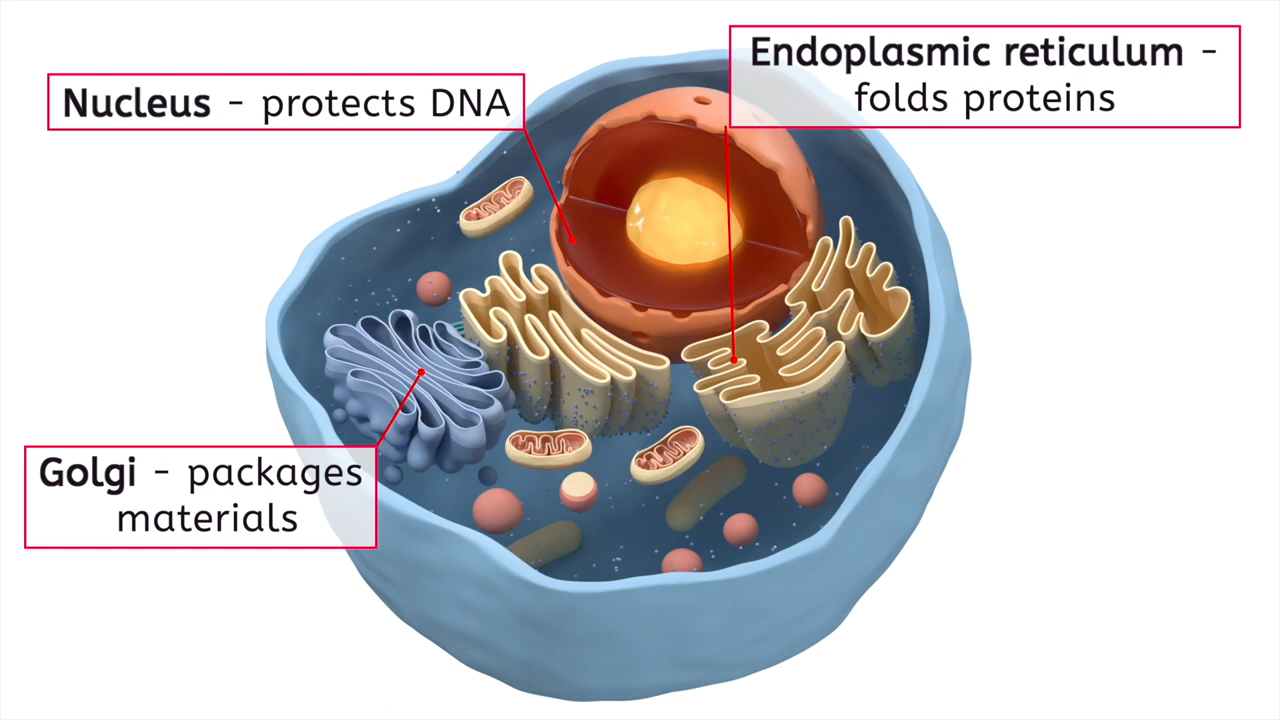 Nucleus - protects DNA
Endoplasmic reticulum -
folds proteins
Golgi - packages
materials